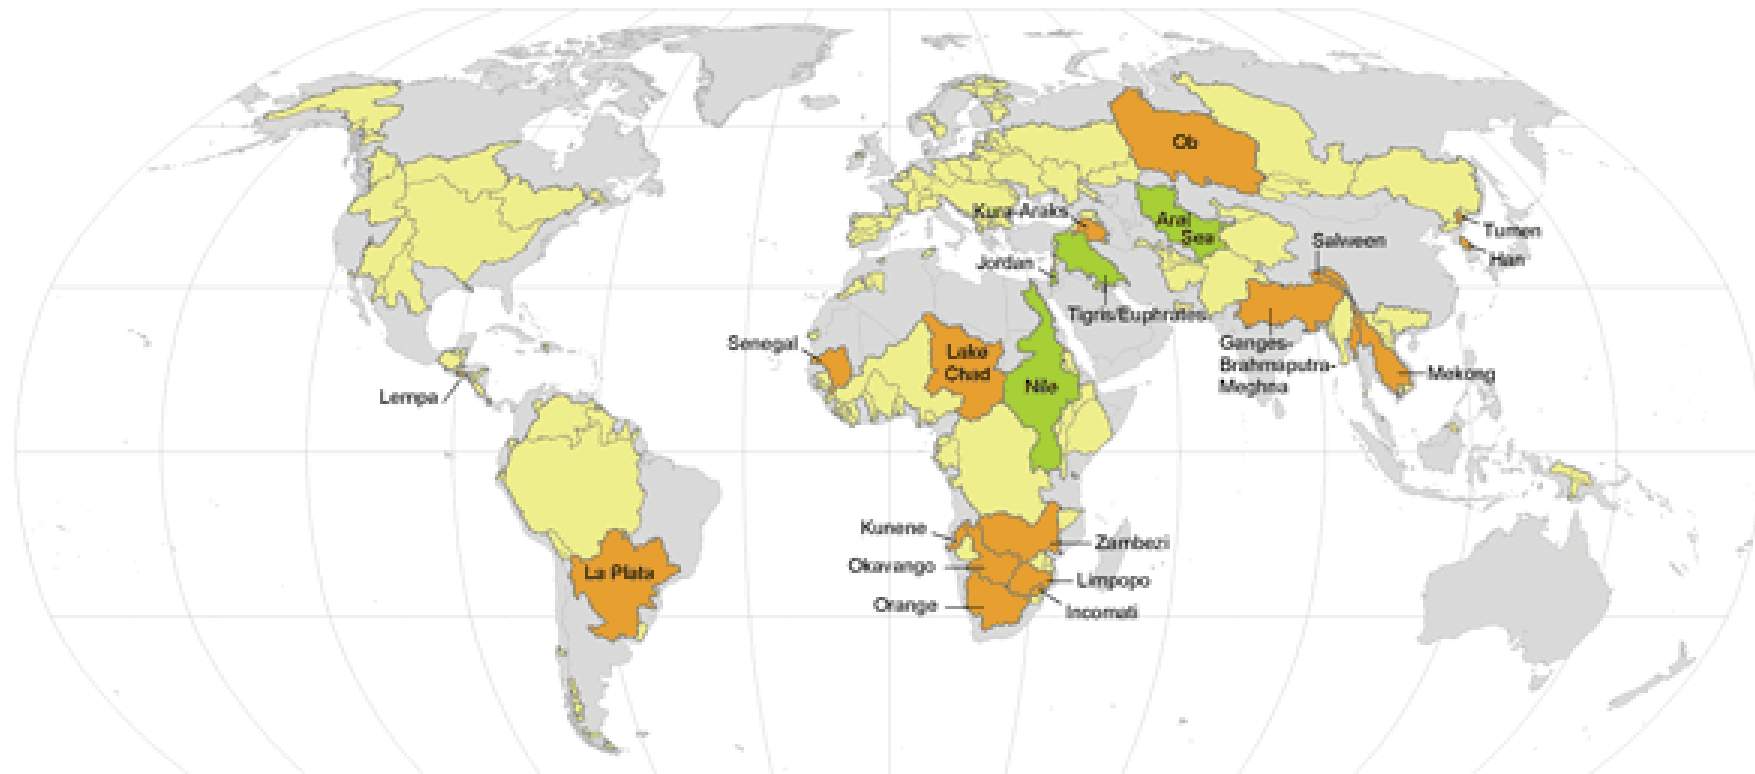 Ob
Kura-Araks
Aral
Sea
Tumen
Salween
Han
Jordan
Tigris/Euphrates
Senegal
Lake
Chad
Nile
Ganges-
Brahmaputra-
Meghna
Mekong
Lempa
Kunene
Zambezi
Okavango
La Plata
Limpopo
Orange
Incomati